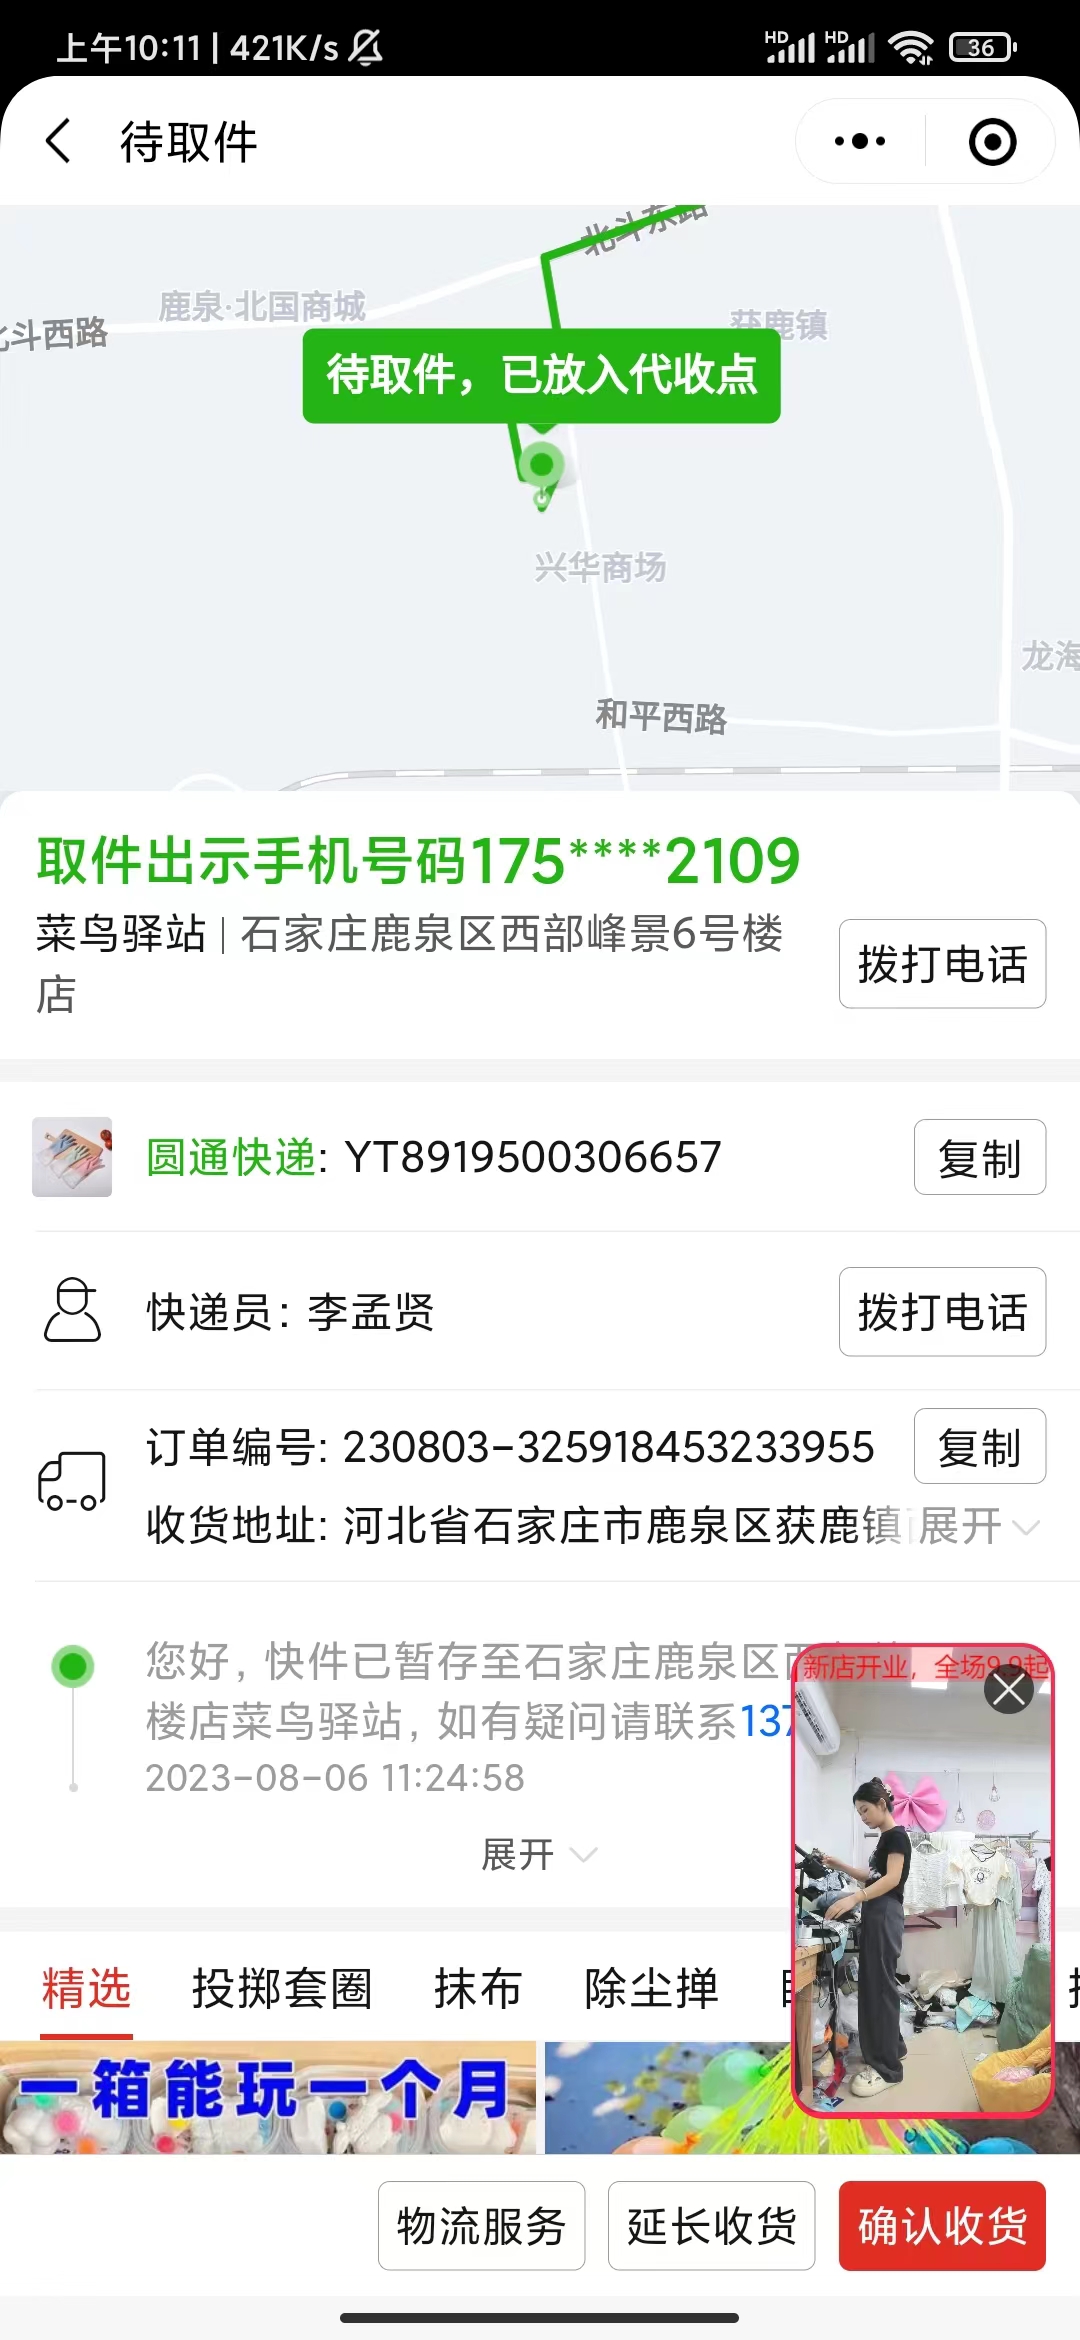 上午10:11 | 421K/s
HD HD 36
待取件
北斗东路
鹿泉·北国商城
获鹿镇
北斗西路
待取件，已放入代收点
兴华商场
龙海
和平西路
取件出示手机号码175****2109
菜鸟驿站 | 石家庄鹿泉区西部峰景6号楼
店
拨打电话
圆通快递: YT8919500306657
复制
快递员: 李孟贤
拨打电话
订单编号: 230803-325918453233955
复制
收货地址: 河北省石家庄市鹿泉区获鹿镇
展开
您好, 快件已暂存至石家庄鹿泉区西
楼店菜鸟驿站, 如有疑问请联系137
2023-08-06 11:24:58
新店开业，全场9.9起
展开
精选 投掷套圈 抹布 除尘掸
一箱能玩一个月
物流服务 延长收货 确认收货